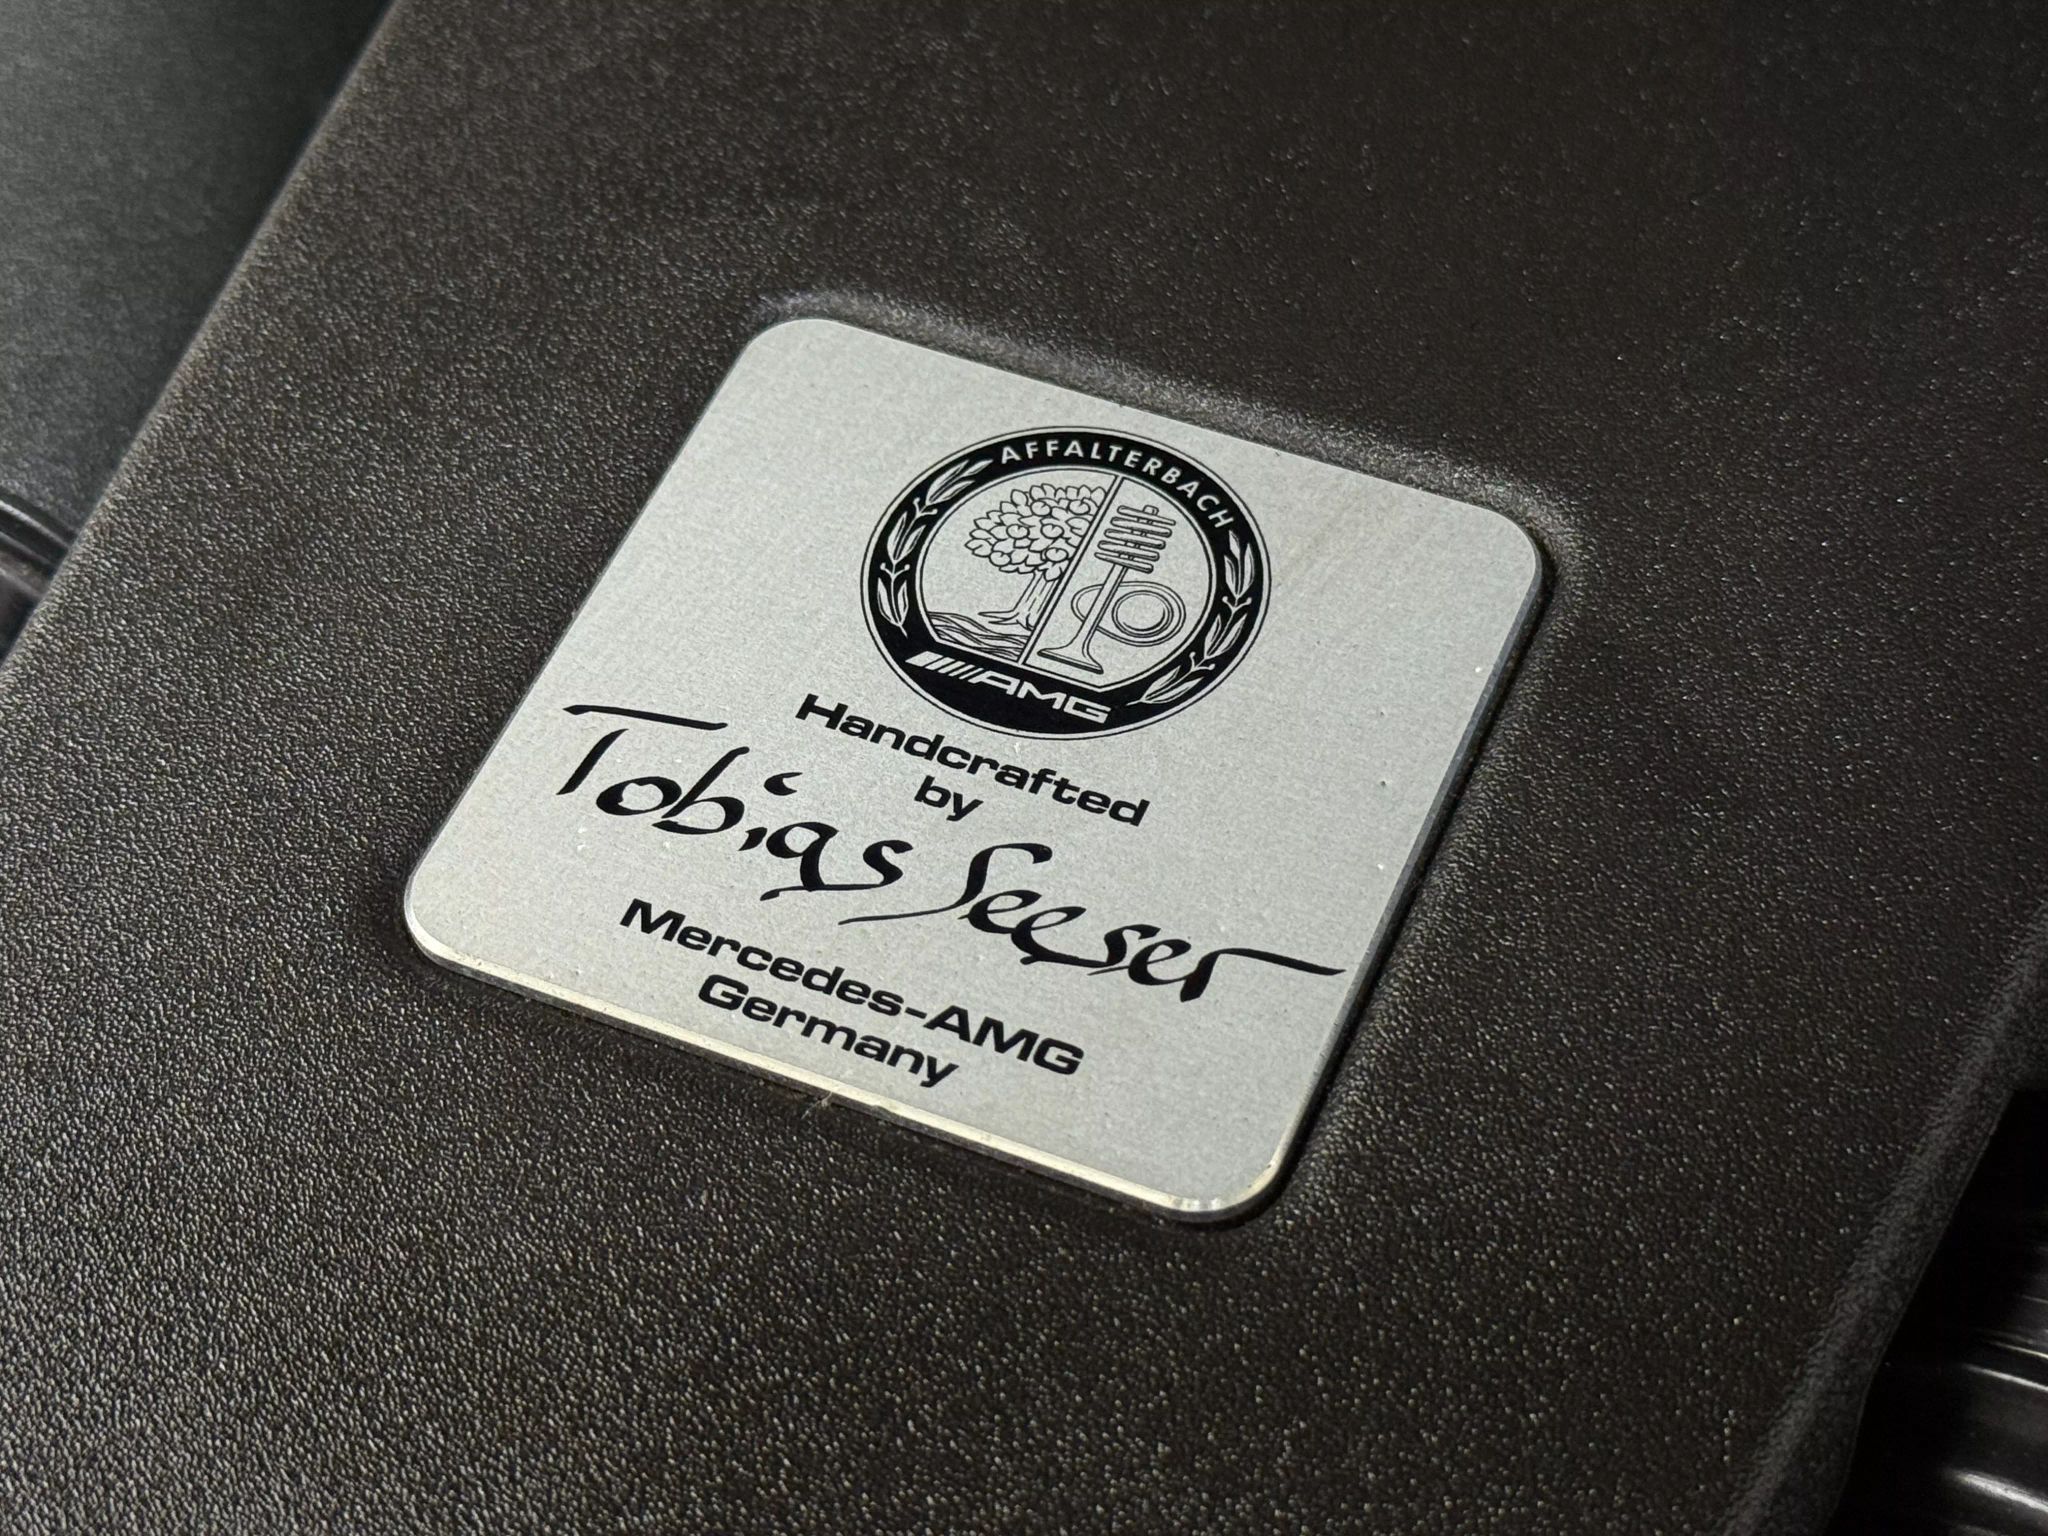 AFFALTERBACH
AMG
Handcrafted
by
Tobias Seeser
Mercedes-AMG
Germany